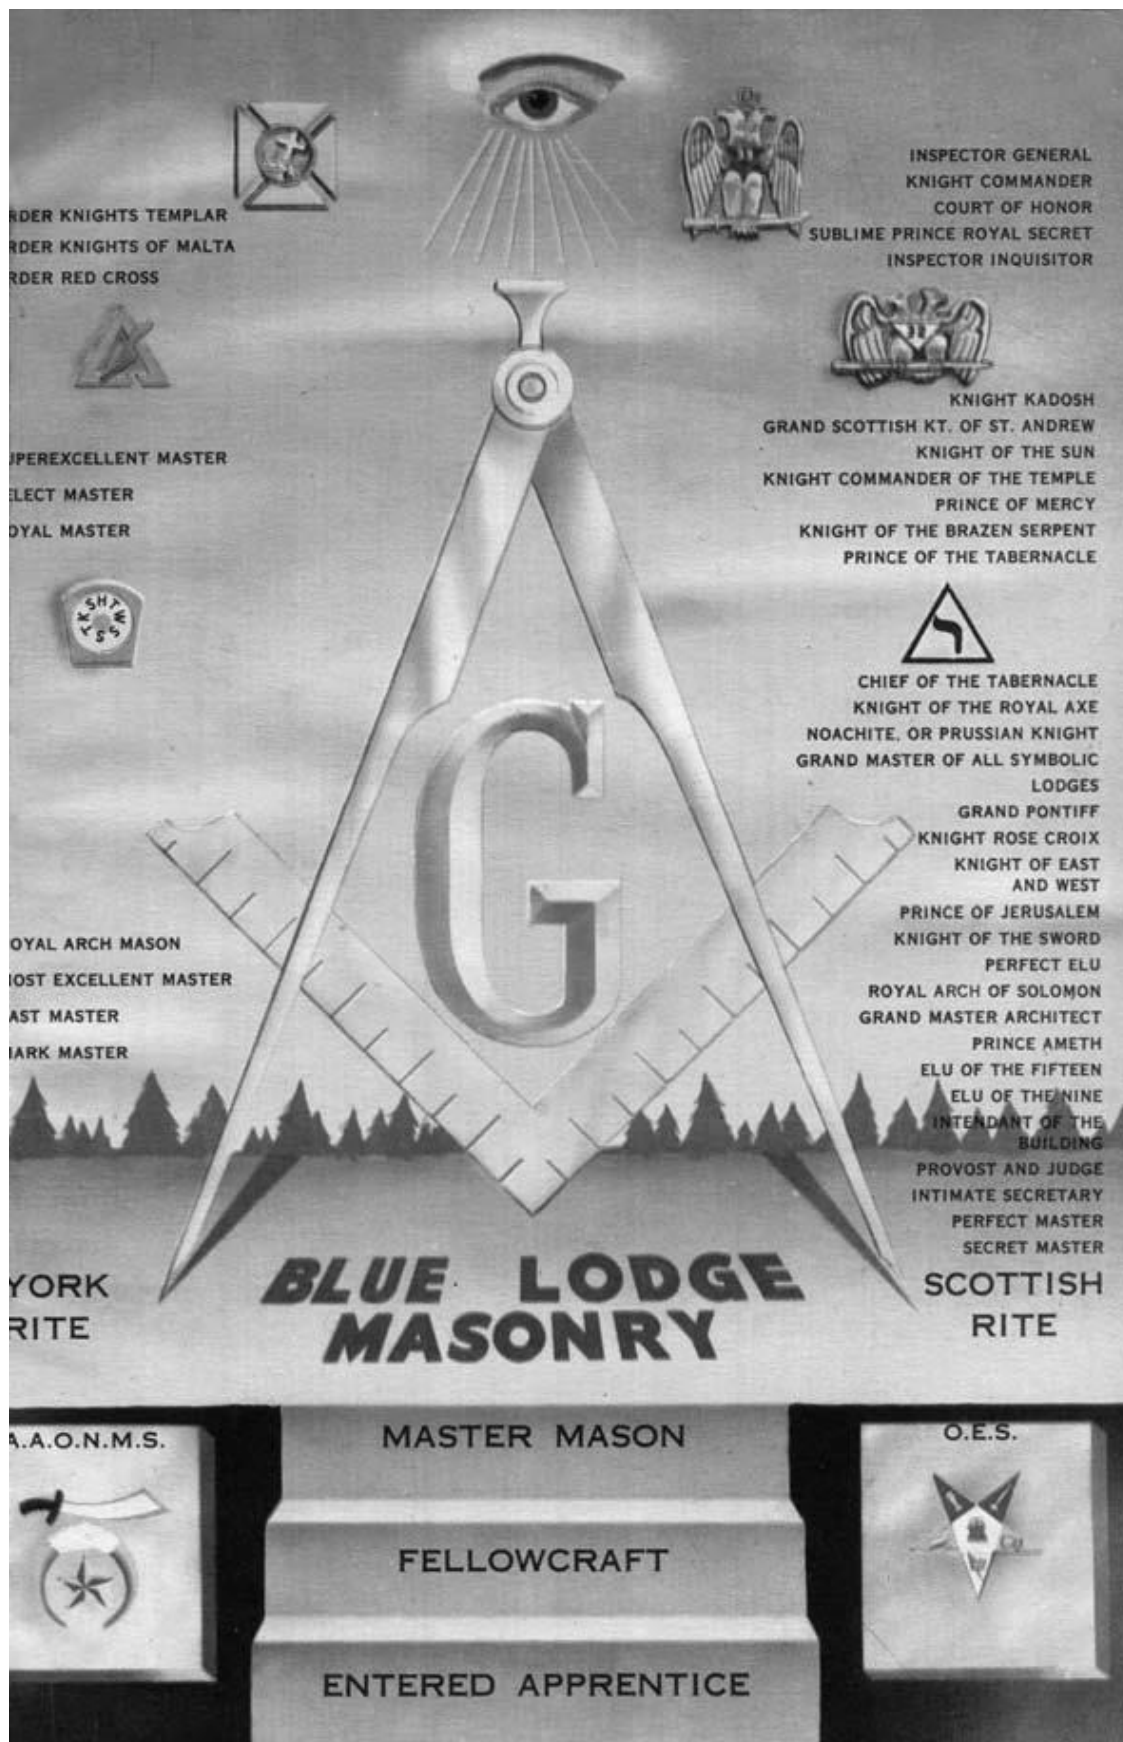 RDER KNIGHTS TEMPLAR
RDER KNIGHTS OF MALTA
RDER RED CROSS
UPEREXCELLENT MASTER
ELECT MASTER
OYAL MASTER
HTWSSTKS
OYAL ARCH MASON
MOST EXCELLENT MASTER
AST MASTER
MARK MASTER
YORK
RITE
INSPECTOR GENERAL
KNIGHT COMMANDER
COURT OF HONOR
SUBLIME PRINCE ROYAL SECRET
INSPECTOR INQUISITOR
KNIGHT KADOSH
GRAND SCOTTISH KT. OF ST. ANDREW
KNIGHT OF THE SUN
KNIGHT COMMANDER OF THE TEMPLE
PRINCE OF MERCY
KNIGHT OF THE BRAZEN SERPENT
PRINCE OF THE TABERNACLE
י
CHIEF OF THE TABERNACLE
KNIGHT OF THE ROYAL AXE
NOACHITE, OR PRUSSIAN KNIGHT
GRAND MASTER OF ALL SYMBOLIC
LODGES
GRAND PONTIFF
KNIGHT ROSE CROIX
KNIGHT OF EAST
AND WEST
PRINCE OF JERUSALEM
KNIGHT OF THE SWORD
PERFECT ELU
ROYAL ARCH OF SOLOMON
GRAND MASTER ARCHITECT
PRINCE AMETH
ELU OF THE FIFTEEN
ELU OF THE NINE
INTENDANT OF THE
BUILDING
PROVOST AND JUDGE
INTIMATE SECRETARY
PERFECT MASTER
SECRET MASTER
SCOTTISH
RITE
G
BLUE LODGE
MASONRY
A.A.O.N.M.S.
MASTER MASON
FELLOWCRAFT
ENTERED APPRENTICE
O.E.S.